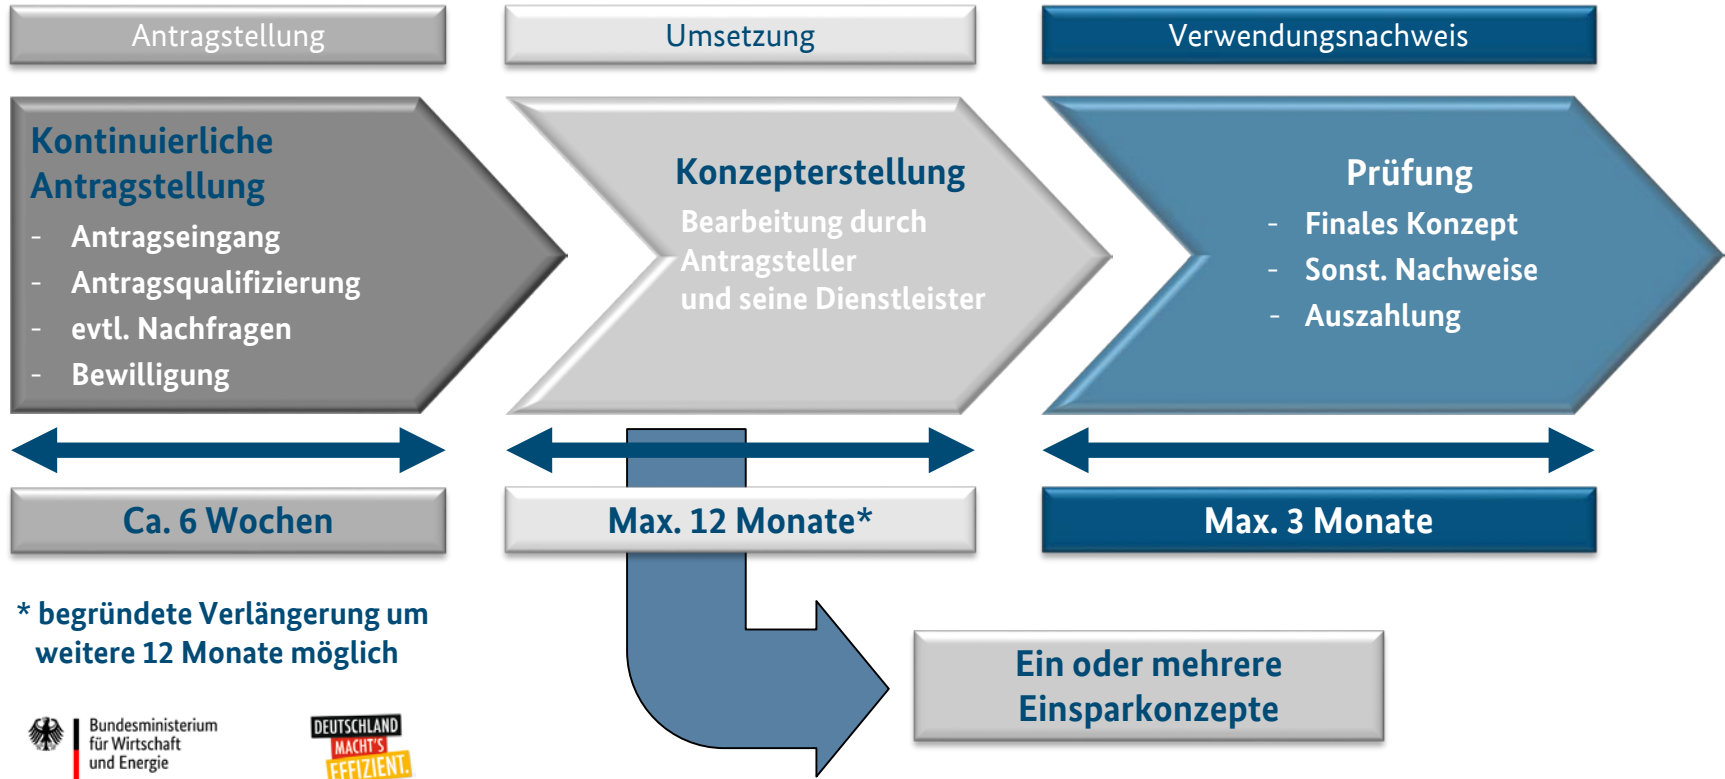 Antragstellung
Kontinuierliche
Antragstellung
- Antragseingang
- Antragsqualifizierung
- evtl. Nachfragen
- Bewilligung
Ca. 6 Wochen
* begründete Verlängerung um
weitere 12 Monate möglich
Umsetzung
Konzepterstellung
Bearbeitung durch
Antragsteller
und seine Dienstleister
Max. 12 Monate*
Ein oder mehrere
Einsparkonzepte
Verwendungsnachweis
Prüfung
- Finales Konzept
- Sonst. Nachweise
- Auszahlung
Max. 3 Monate
Bundesministerium
für Wirtschaft
und Energie
DEUTSCHLAND
MACHT'S
EFFIZIENT.